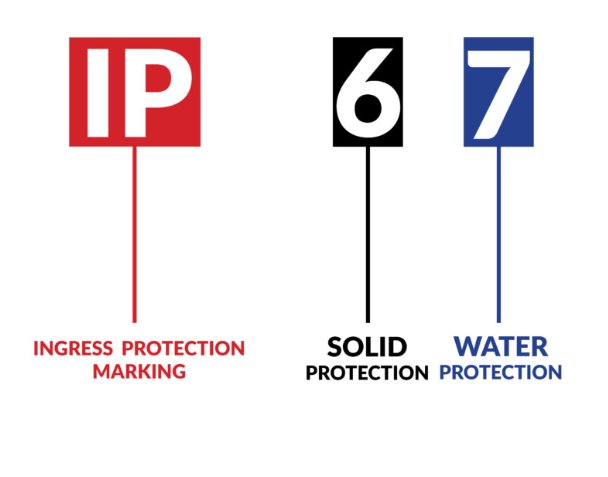 IP 6 7
INGRESS PROTECTION
MARKING
SOLID
PROTECTION
WATER
PROTECTION